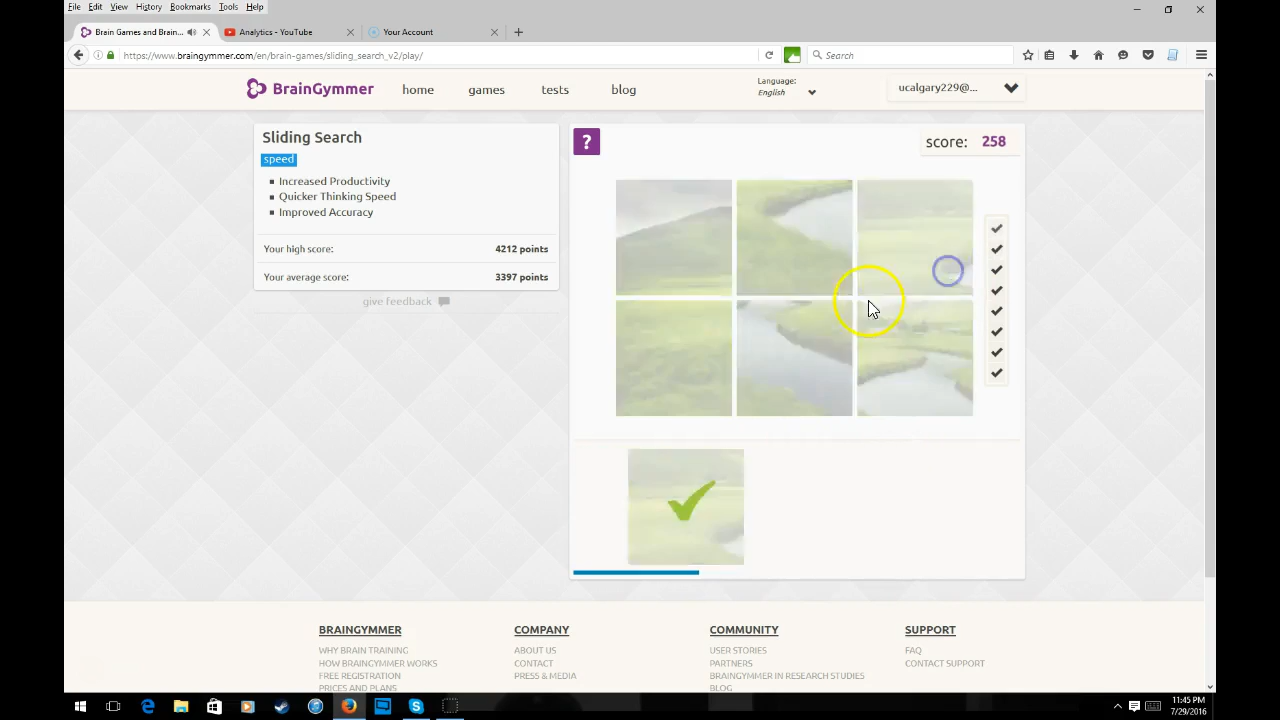 File Edit View History Bookmarks Tools Help
Brain Games and Brain...
Analytics - YouTube
Your Account
https://www.braingymmer.com/en/brain-games/sliding_search_v2/play/
Search
BrainGymmer
home
games
tests
blog
Language:
English
ucalgary229@...
Sliding Search
speed
Increased Productivity
Quicker Thinking Speed
Improved Accuracy
Your high score: 4212 points
Your average score: 3397 points
give feedback
?
score: 258
BRAINGYMMER
WHY BRAIN TRAINING
HOW BRAINGYMMER WORKS
FREE REGISTRATION
PRICES AND PLANS
COMPANY
ABOUT US
CONTACT
PRESS & MEDIA
COMMUNITY
USER STORIES
PARTNERS
BRAINGYMMER IN RESEARCH STUDIES
BLOG
SUPPORT
FAQ
CONTACT SUPPORT
11:45 PM
7/29/2016